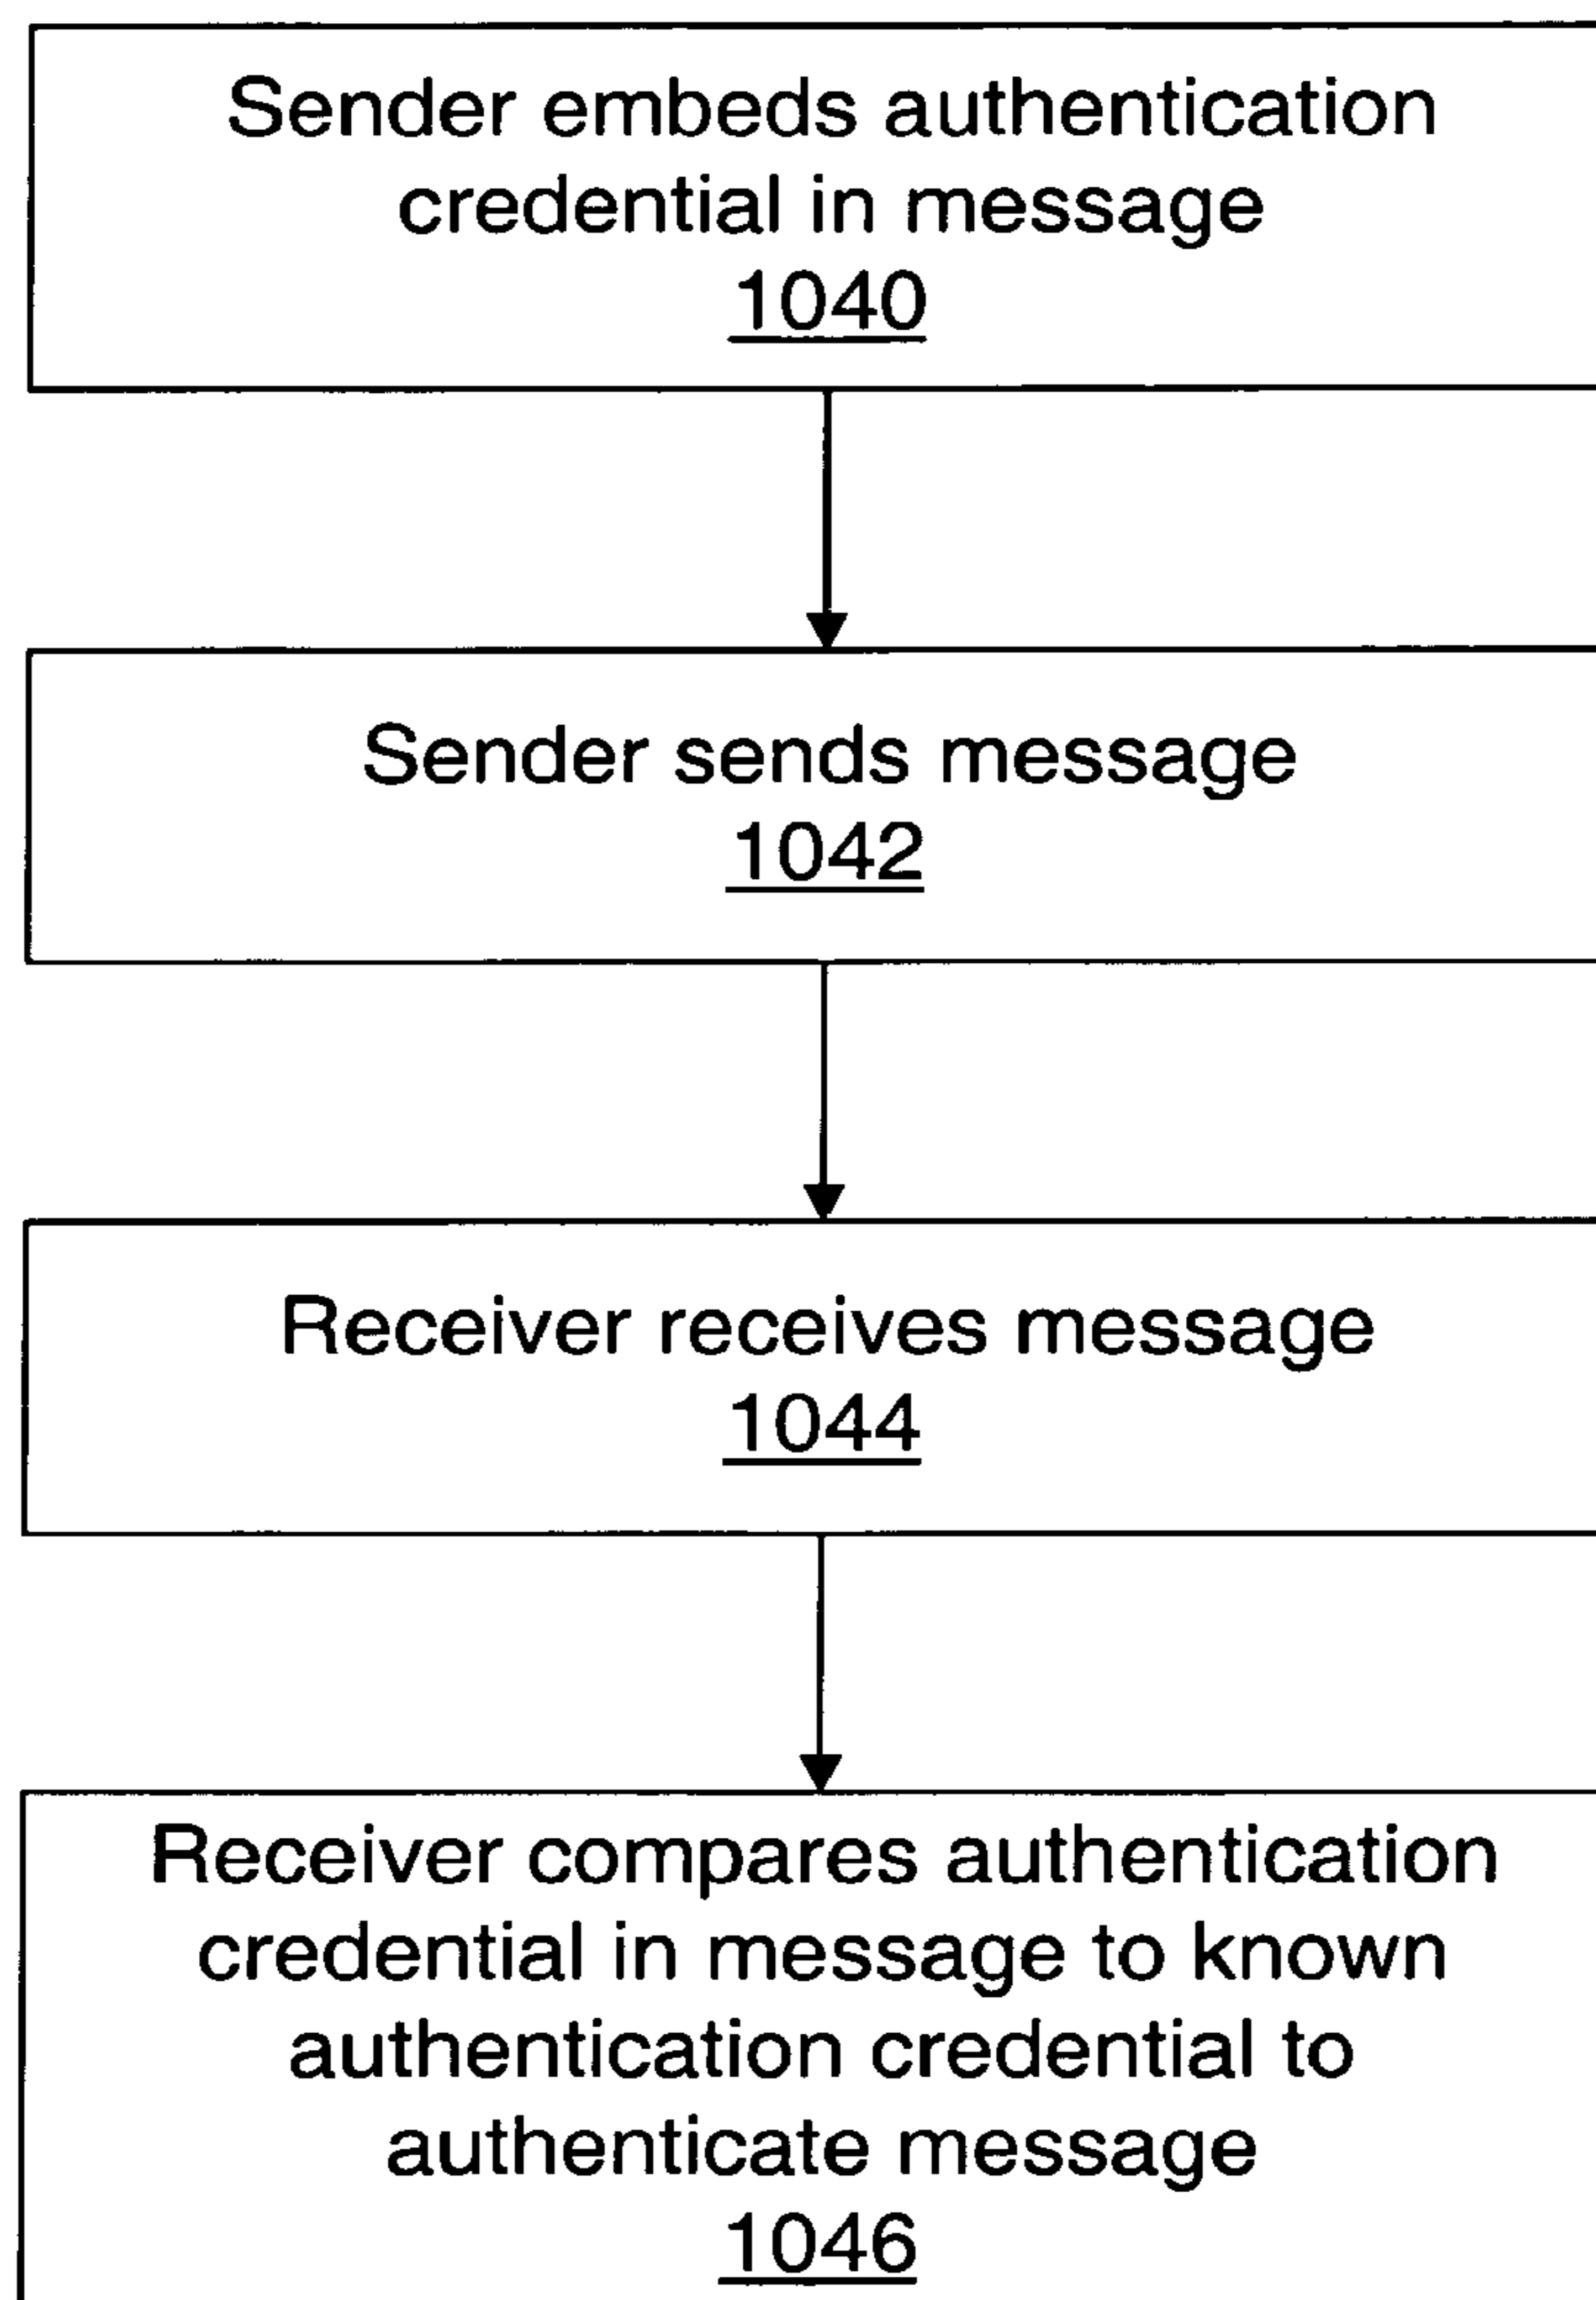 Sender embeds authentication
credential in message
1040
Sender sends message
1042
Receiver receives message
1044
Receiver compares authentication
credential in message to known
authentication credential to
authenticate message
1046